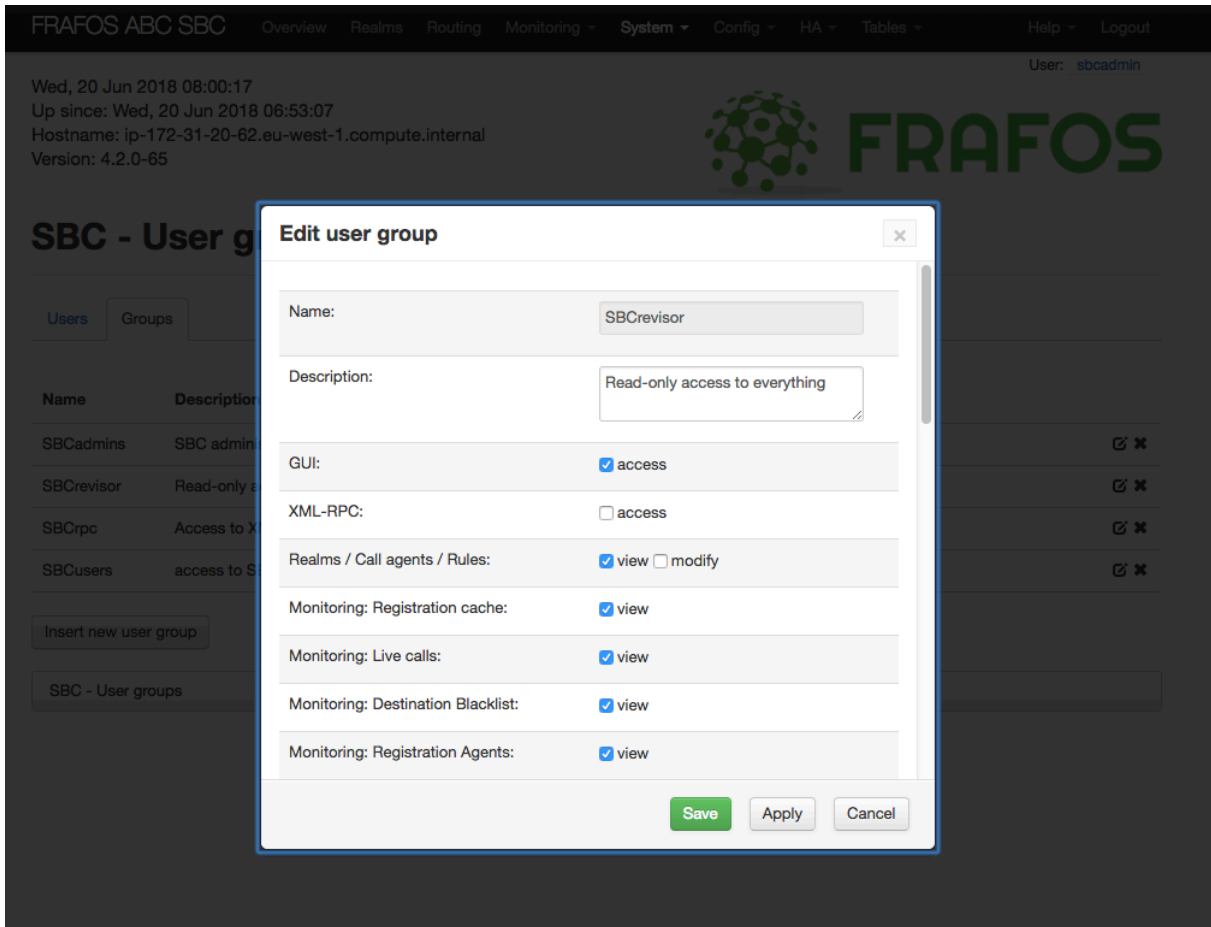 FRAFOS ABC SBC Overview Realms Routing Monitoring System Config HA Tables Help Logout
User: sbcadmin
Wed, 20 Jun 2018 08:00:17
Up since: Wed, 20 Jun 2018 06:53:07
Hostname: ip-172-31-20-62.eu-west-1.compute.internal
Version: 4.2.0-65
FRAFOS
SBC - User g
Edit user group ×
Users Groups
Name: SBCrevisor
Description: Read-only access to everything
Name Description
SBCadmins SBC admin
SBCrevisor Read-only a
SBCrpc Access to X
SBCusers access to S
GUI: access
XML-RPC: access
Realms / Call agents / Rules: view modify
Monitoring: Registration cache: view
Monitoring: Live calls: view
Monitoring: Destination Blacklist: view
Monitoring: Registration Agents: view
Insert new user group
SBC - User groups
Save Apply Cancel